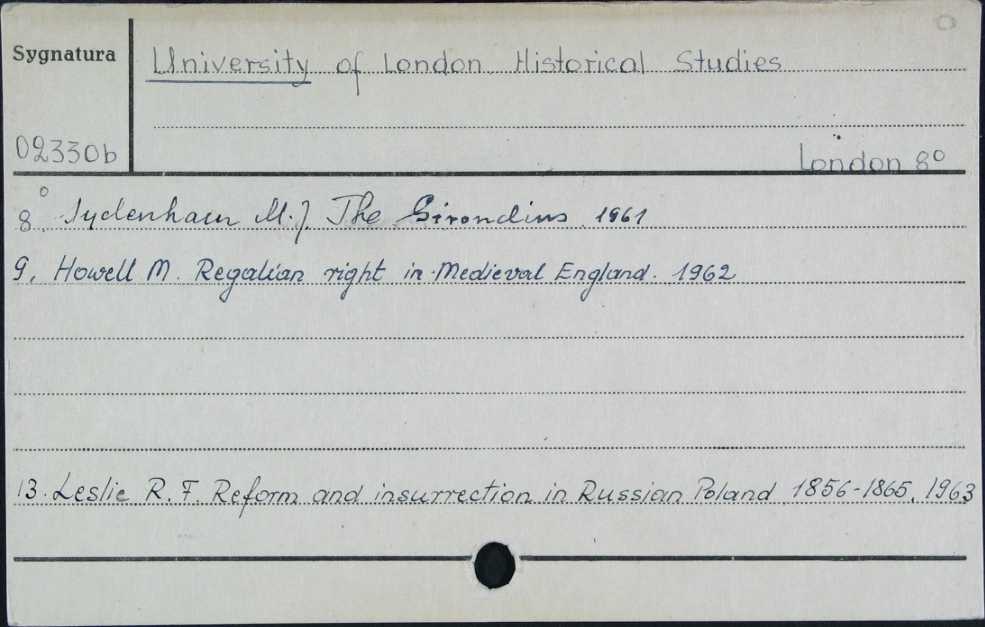 Sygnatura
University of London Historical Studies
02330b
London 8°
8. Sydenham M.J. The Girondins 1961
9. Howell M. Regalian right in Medieval England. 1962
13. Leslie R.F. Reform and insurrection in Russian Poland 1856-1865. 1963